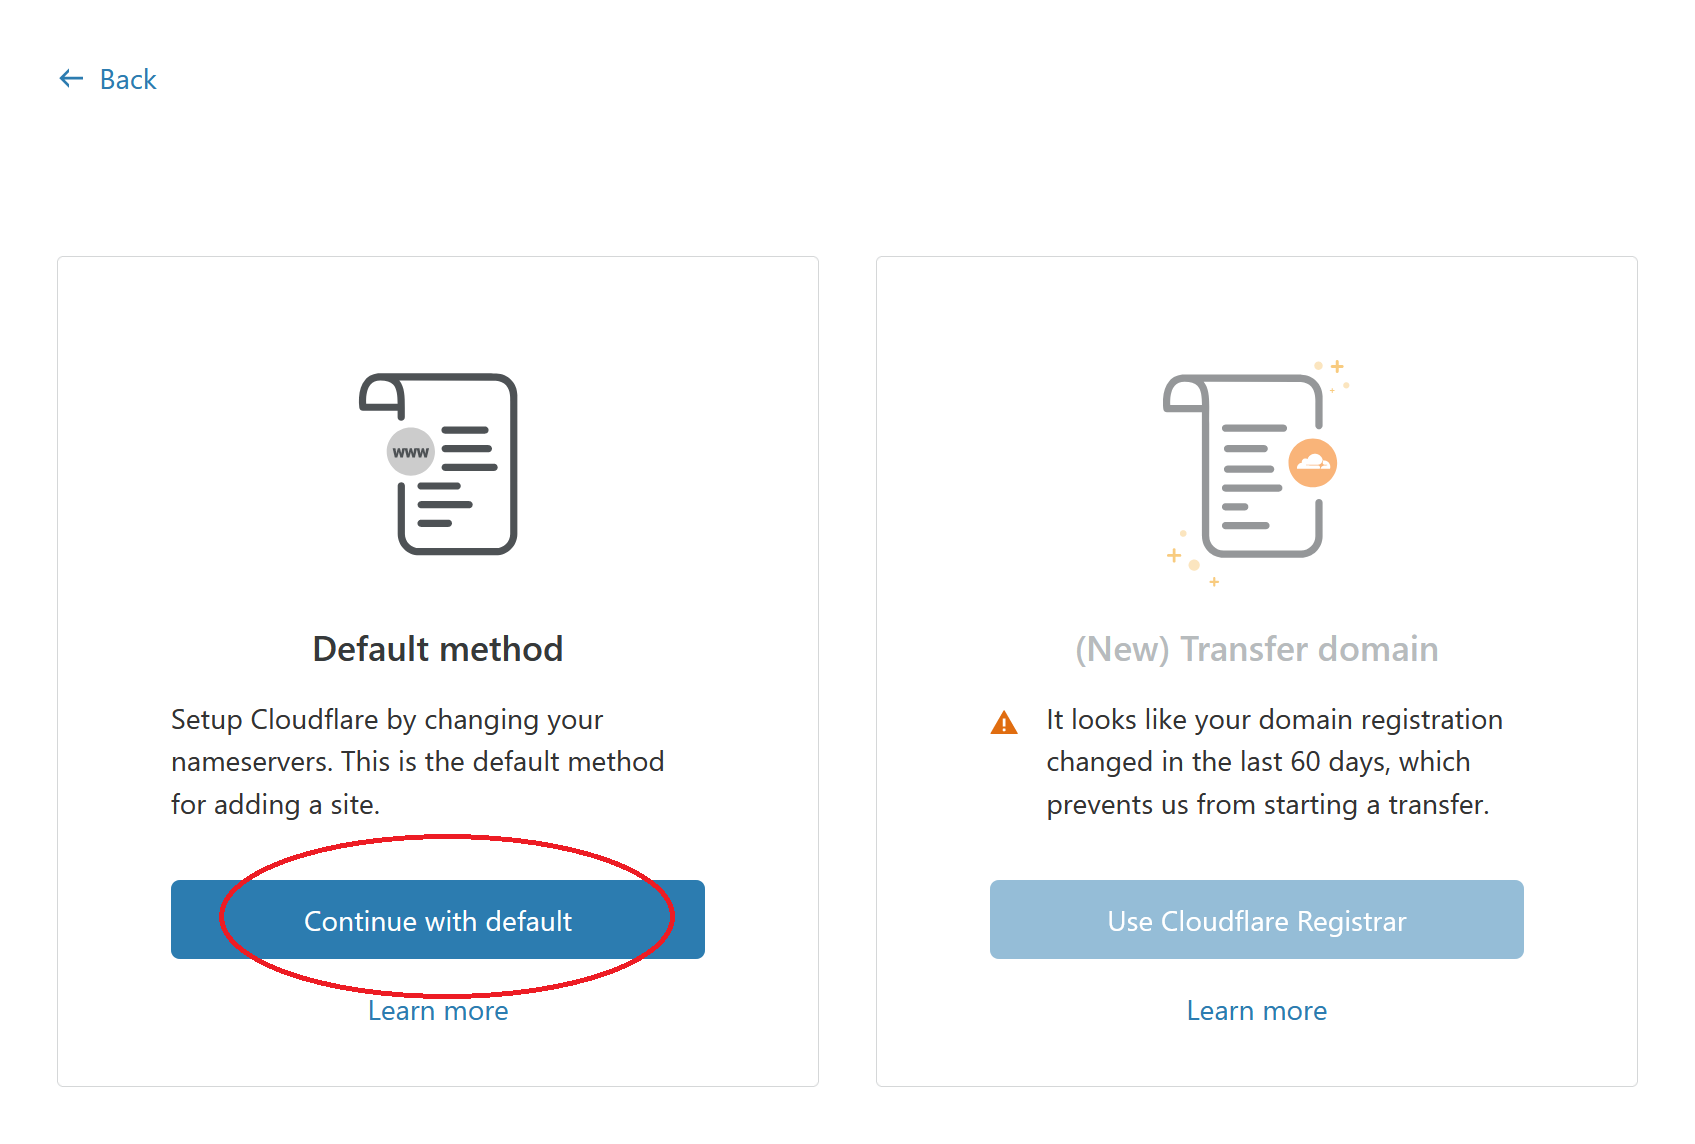 Back
www
Default method
Setup Cloudflare by changing your
nameservers. This is the default method
for adding a site.
Continue with default
Learn more
(New) Transfer domain
It looks like your domain registration
changed in the last 60 days, which
prevents us from starting a transfer.
Use Cloudflare Registrar
Learn more